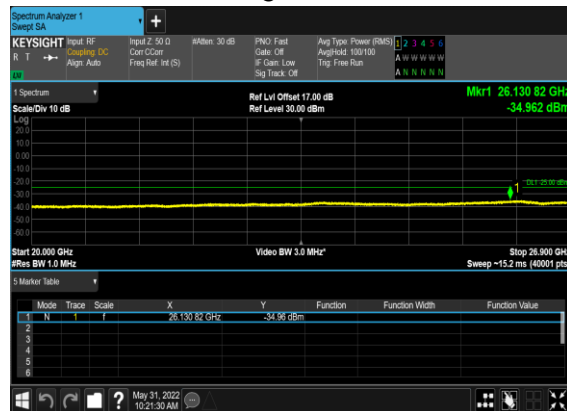 Spectrum Analyzer 1
Swept SA
+
KEYSIGHT Input: RF Input Z: 50 Ω #Atten: 30 dB PNO: Fast Avg Type: Power (RMS) 1 2 3 4 5 6
R T Coupling: DC Corr CCorr Gate: Off Avg|Hold: 100/100 A W W W W W
Align: Auto Freq Ref: Int (S) IF Gain: Low Trig: Free Run
Sig Track: Off A N N N N N
1 Spectrum Ref Lvl Offset 17.00 dB Mkr1 26.130 82 GHz
Scale/Div 10 dB Ref Level 30.00 dBm -34.962 dBm
Log
20.0
10.0
0.00
-10.0
-20.0
1 DL1 -25.00 dBm
-30.0
-40.0
-50.0
-60.0
Start 20.000 GHz Video BW 3.0 MHz* Stop 26.900 GHz
#Res BW 1.0 MHz Sweep ~15.2 ms (40001 pts)
5 Marker Table
Mode Trace Scale X Y Function Function Width Function Value
1 N 1 f 26.130 82 GHz -34.96 dBm
2
3
4
5
6
? May 31, 2022
10:21:30 AM